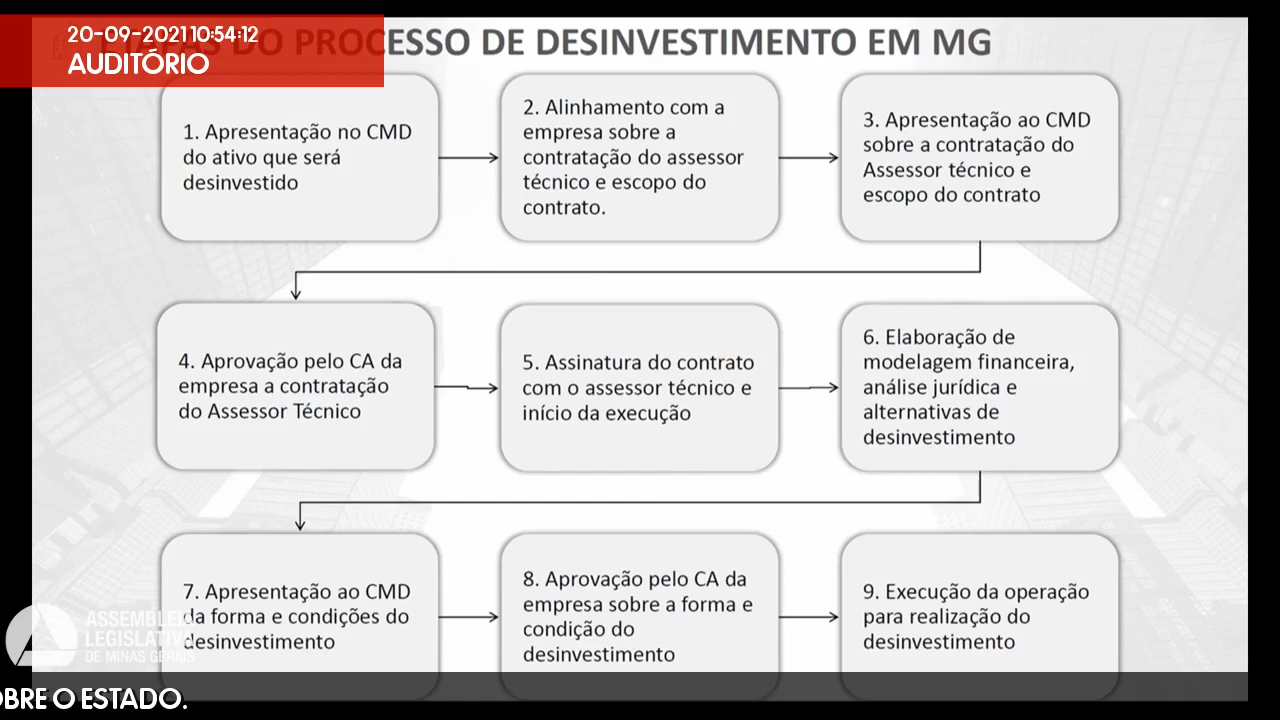 20-09-2021 10:54:12
AUDITÓRIO
DO PROCESSO DE DESINVESTIMENTO EM MG
1. Apresentação no CMD
do ativo que será
desinvestido
2. Alinhamento com a
empresa sobre a
contratação do assessor
técnico e escopo do
contrato.
3. Apresentação ao CMD
sobre a contratação do
Assessor técnico e
escopo do contrato
4. Aprovação pelo CA da
empresa a contratação
do Assessor Técnico
5. Assinatura do contrato
com o assessor técnico e
início da execução
6. Elaboração de
modelagem financeira,
análise jurídica e
alternativas de
desinvestimento
7. Apresentação ao CMD
da forma e condições do
desinvestimento
8. Aprovação pelo CA da
empresa sobre a forma e
condição do
desinvestimento
9. Execução da operação
para realização do
desinvestimento
ASSEMBLEIA
LEGISLATIVA
DE MINAS GERAIS
OBRE O ESTADO.